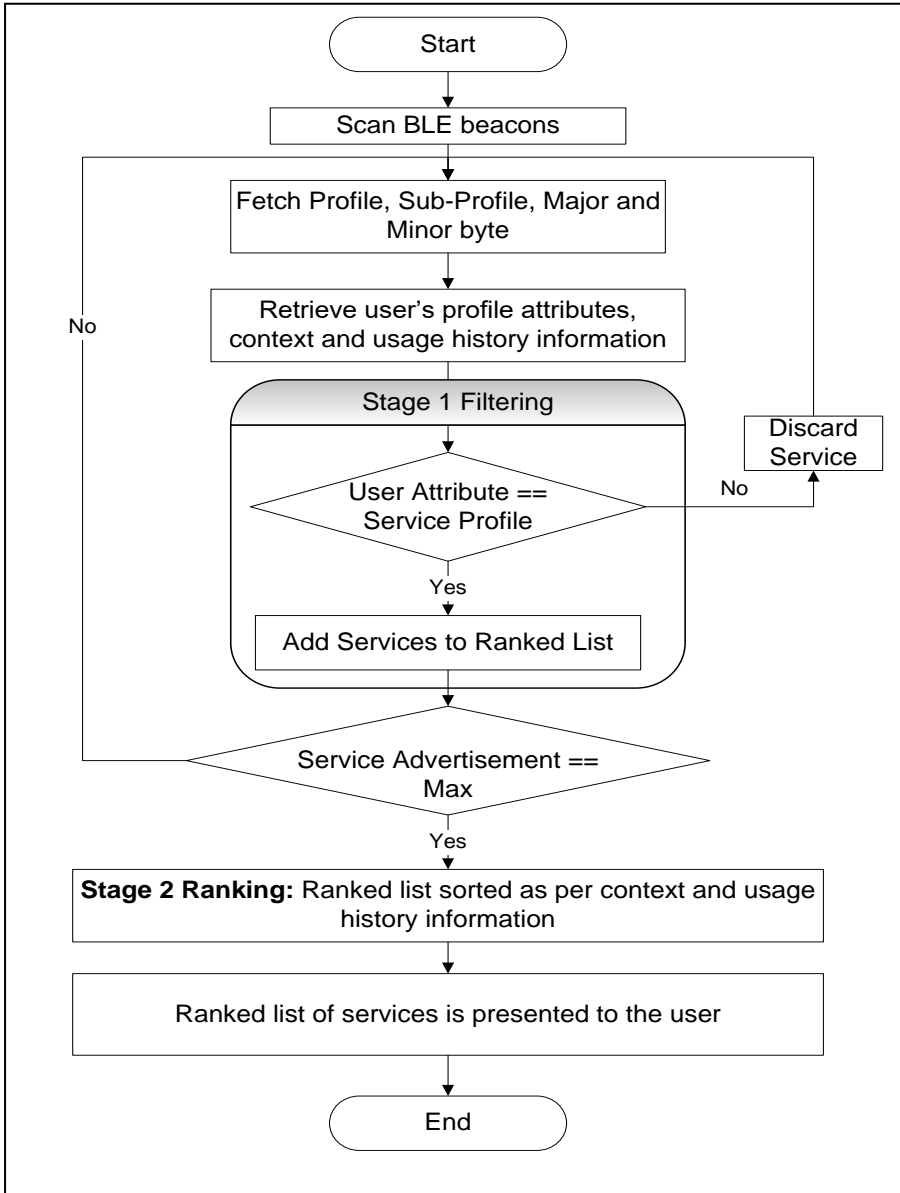 Start
Scan BLE beacons
Fetch Profile, Sub-Profile, Major and
Minor byte
Retrieve user's profile attributes,
context and usage history information
No
Stage 1 Filtering
Discard
Service
User Attribute ==
Service Profile
No
Yes
Add Services to Ranked List
Service Advertisement ==
Max
Yes
Stage 2 Ranking: Ranked list sorted as per context and usage
history information
Ranked list of services is presented to the user
End